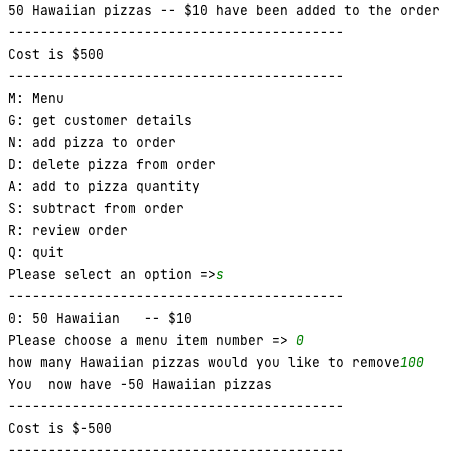 50 Hawaiian pizzas -- $10 have been added to the order
------------------------------------------
Cost is $500
------------------------------------------
M: Menu
G: get customer details
N: add pizza to order
D: delete pizza from order
A: add to pizza quantity
S: subtract from order
R: review order
Q: quit
Please select an option =>s
------------------------------------------
0: 50 Hawaiian   -- $10
Please choose a menu item number => 0
how many Hawaiian pizzas would you like to remove100
You  now have -50 Hawaiian pizzas
------------------------------------------
Cost is $-500
------------------------------------------